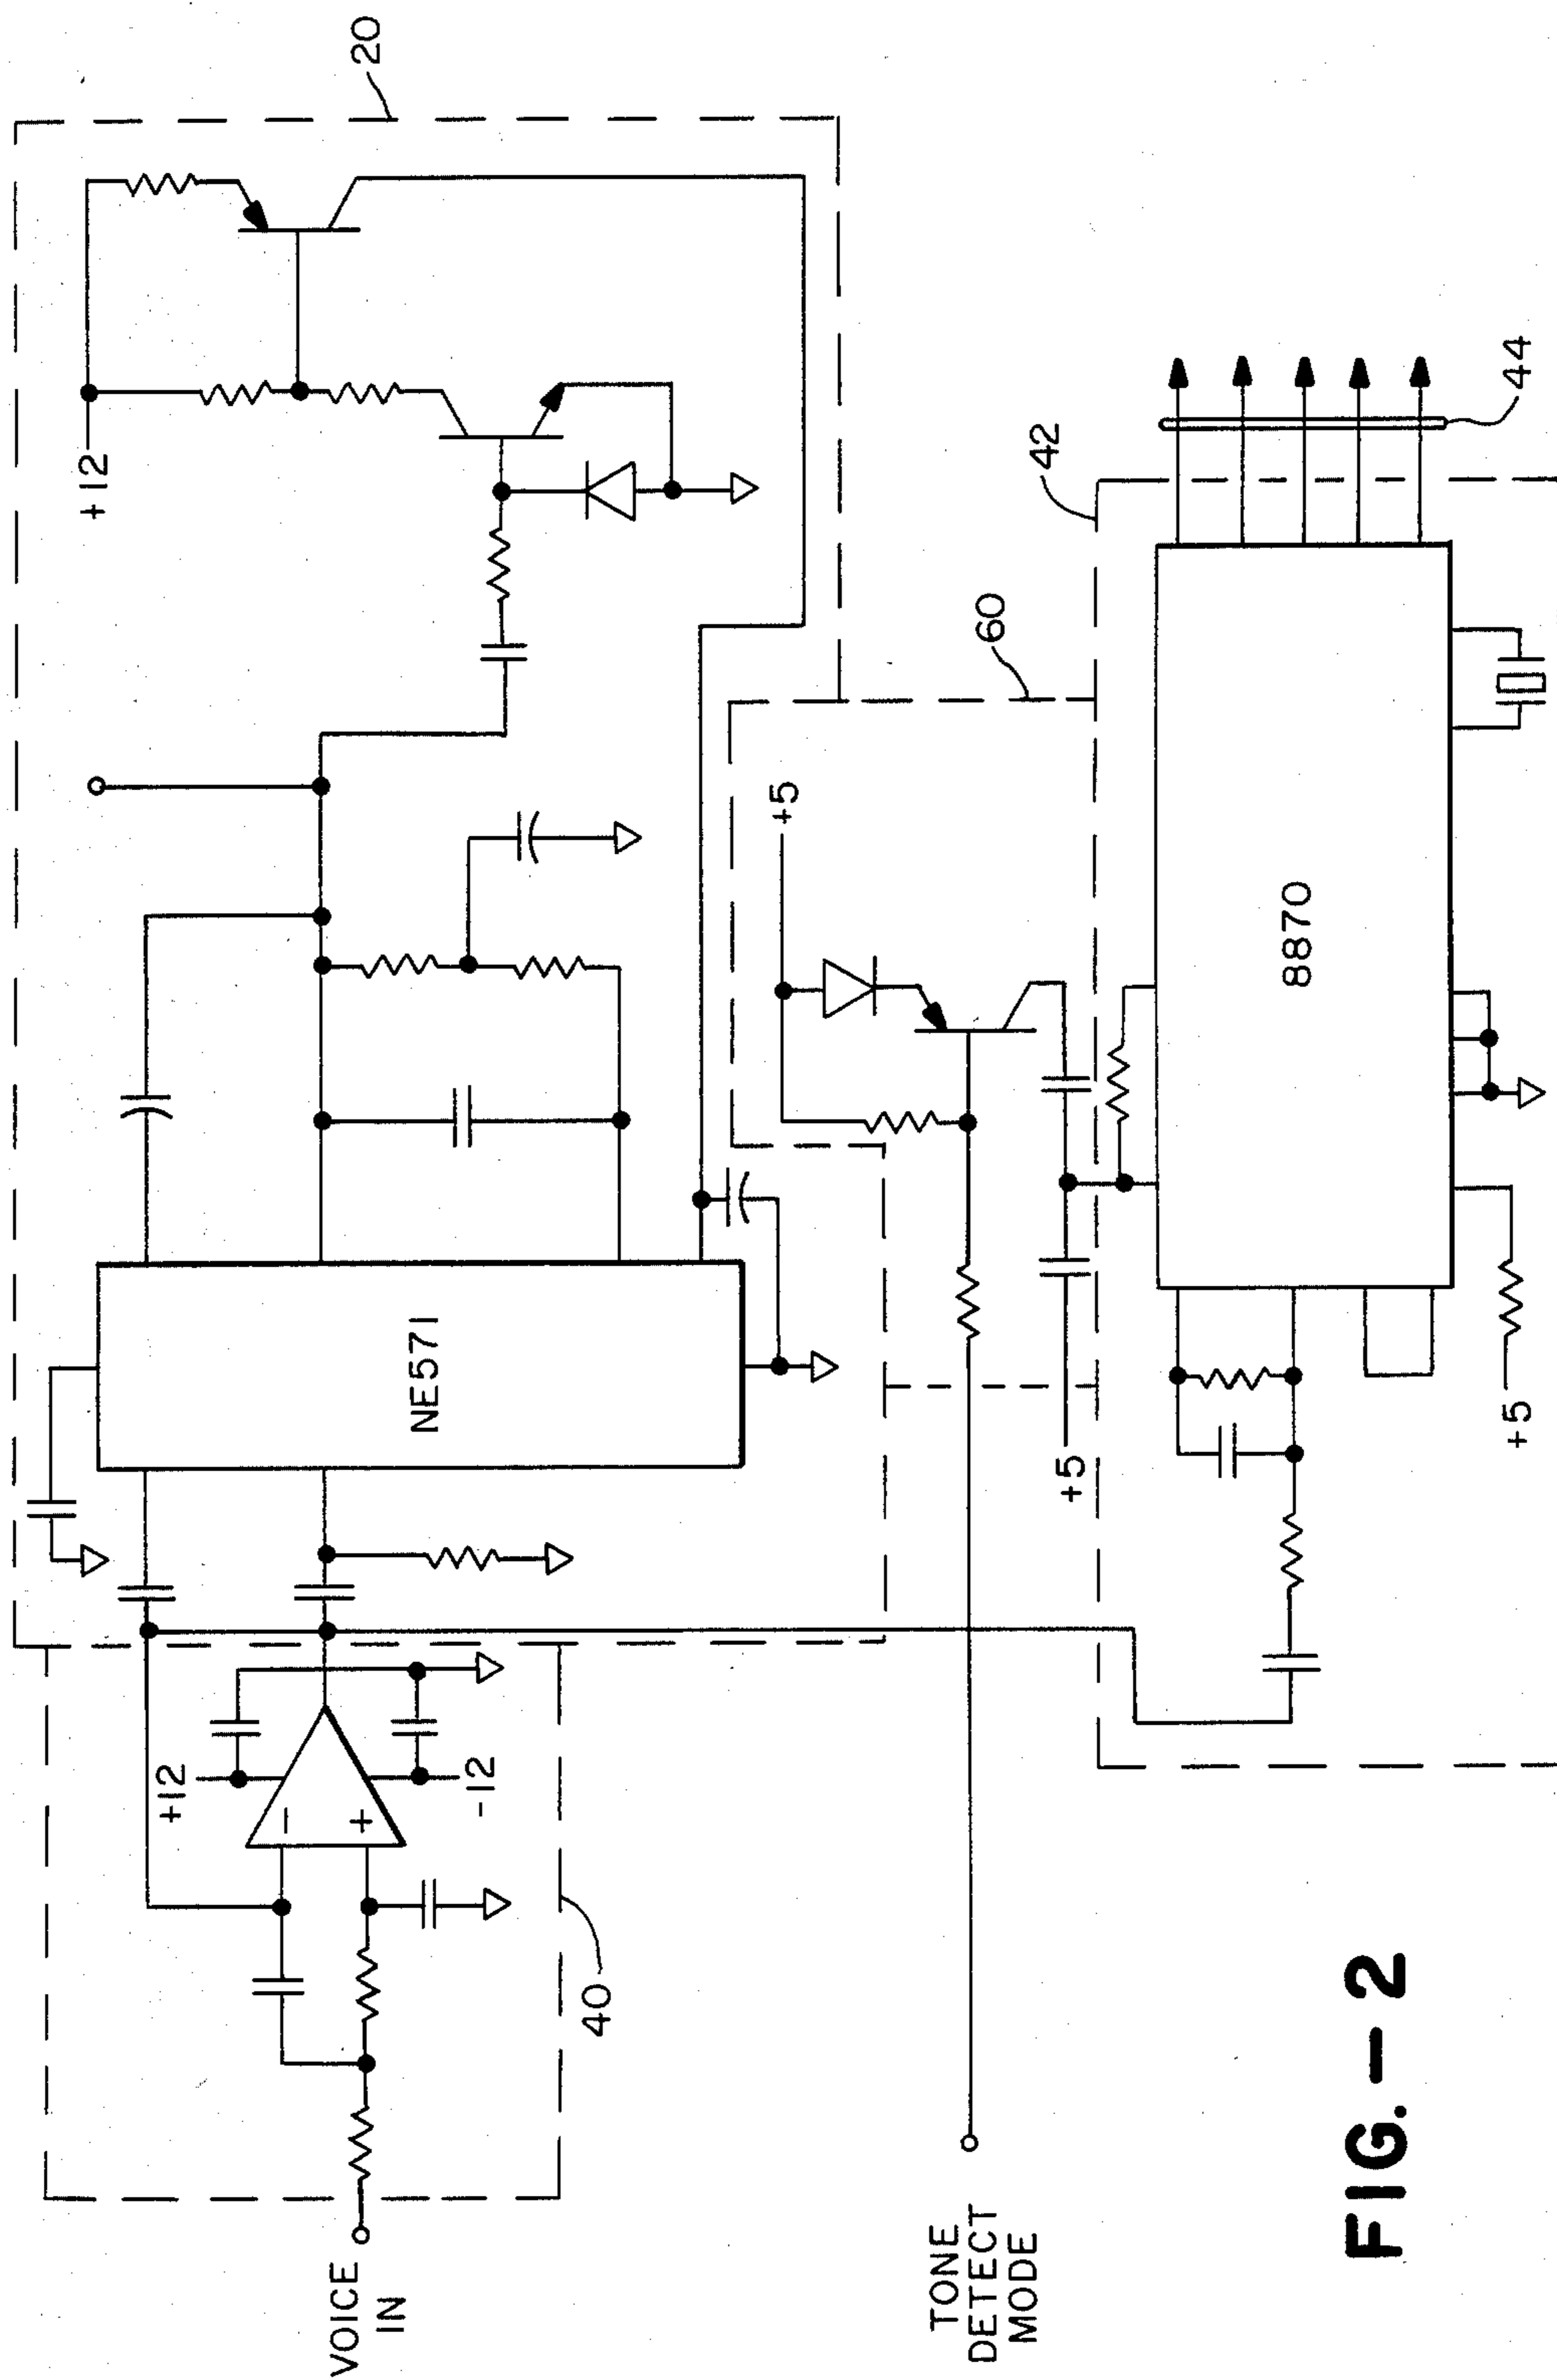 VOICE
IN
40
+12
-12
−
+
NE571
+12
20
TONE
DETECT
MODE
+5
+5
60
42
8870
+5
44
FIG. - 2